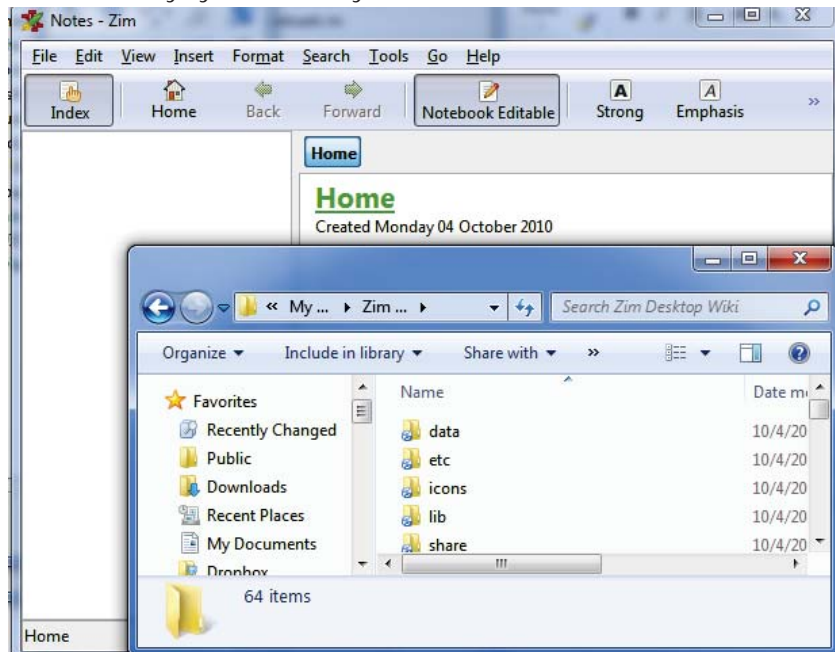 Notes - Zim
File Edit View Insert Format Search Tools Go Help
Index Home Back Forward Notebook Editable A Strong A Emphasis »
Home
Home
Created Monday 04 October 2010
« My ... Zim ... Search Zim Desktop Wiki
Organize Include in library Share with »
Favorites
Recently Changed
Public
Downloads
Recent Places
My Documents
Dropbox
Name Date
data 10/4/20
etc 10/4/20
icons 10/4/20
lib 10/4/20
share 10/4/20
64 items
Home